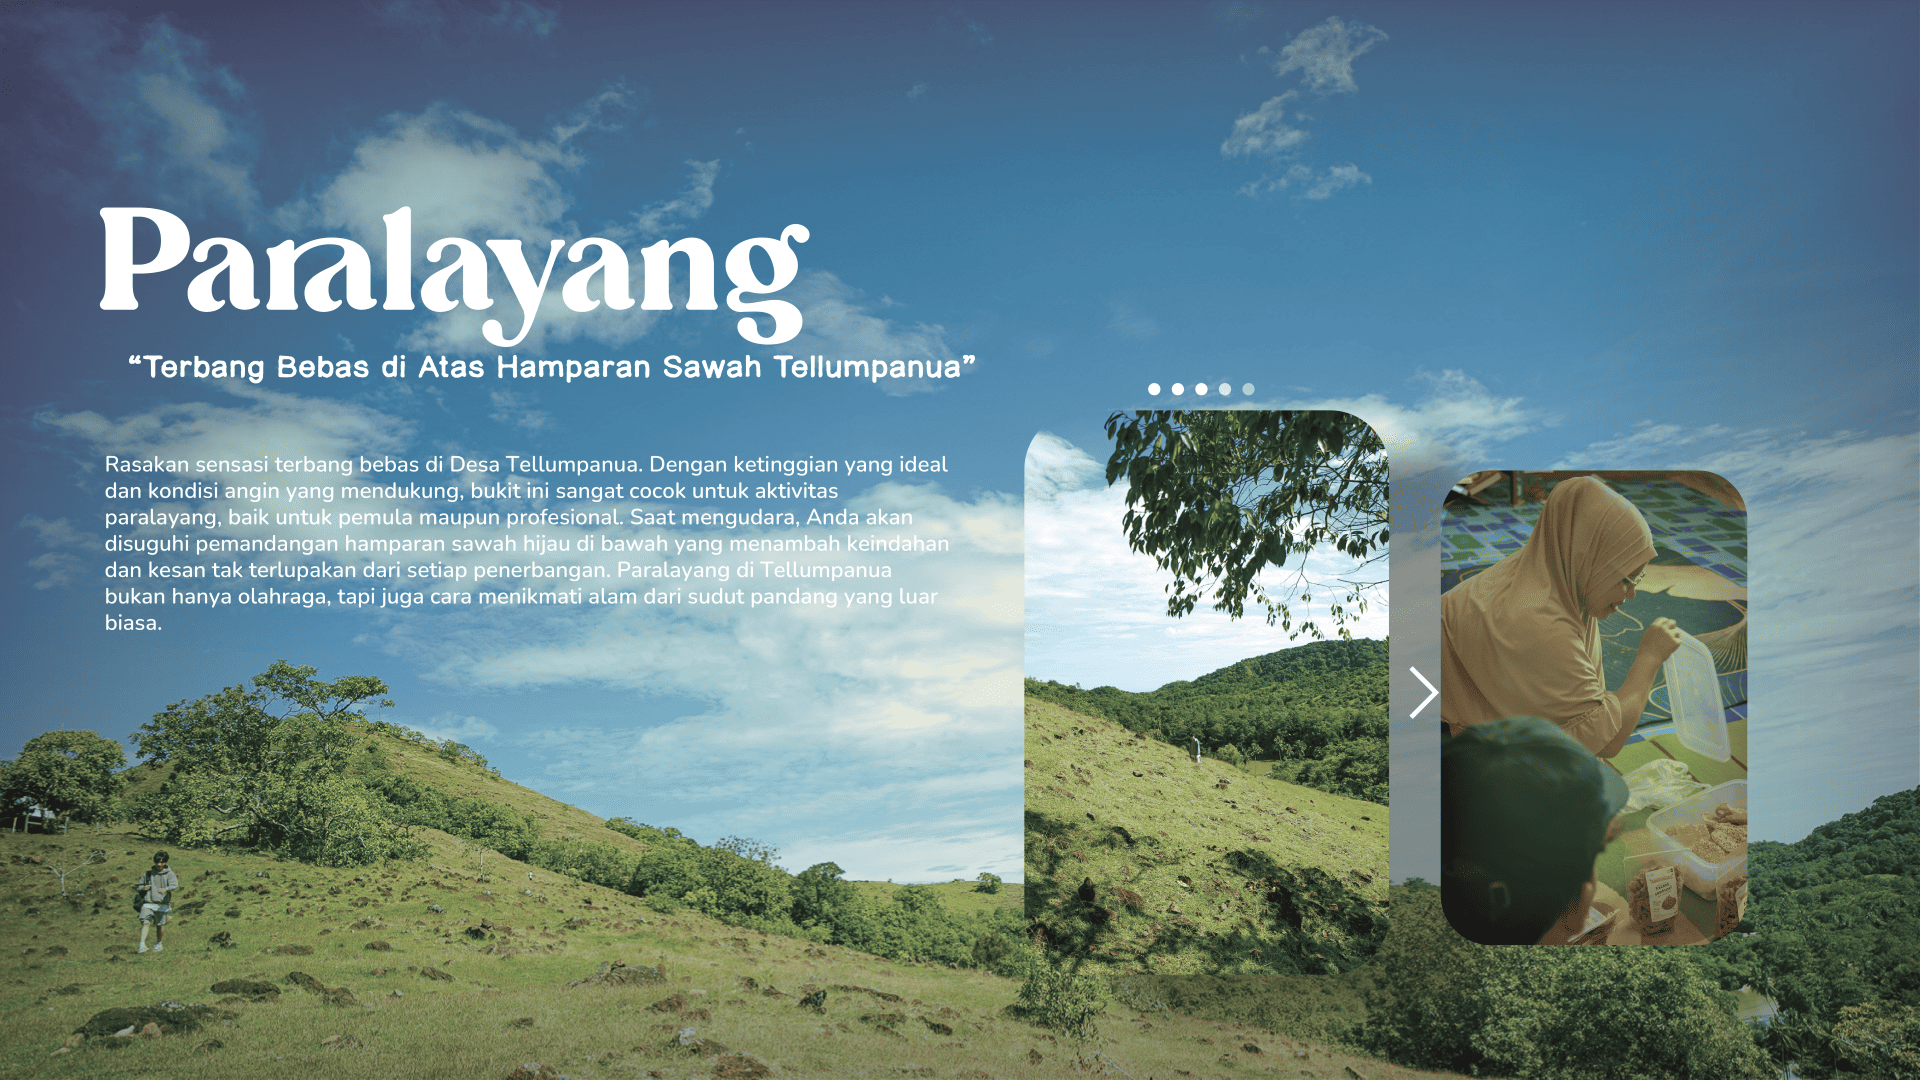 Paralayang
“Terbang Bebas di Atas Hamparan Sawah Tellumpanua”
Rasakan sensasi terbang bebas di Desa Tellumpanua. Dengan ketinggian yang ideal
dan kondisi angin yang mendukung, bukit ini sangat cocok untuk aktivitas
paralayang, baik untuk pemula maupun profesional. Saat mengudara, Anda akan
disuguhi pemandangan hamparan sawah hijau di bawah yang menambah keindahan
dan kesan tak terlupakan dari setiap penerbangan. Paralayang di Tellumpanua
bukan hanya olahraga, tapi juga cara menikmati alam dari sudut pandang yang luar
biasa.